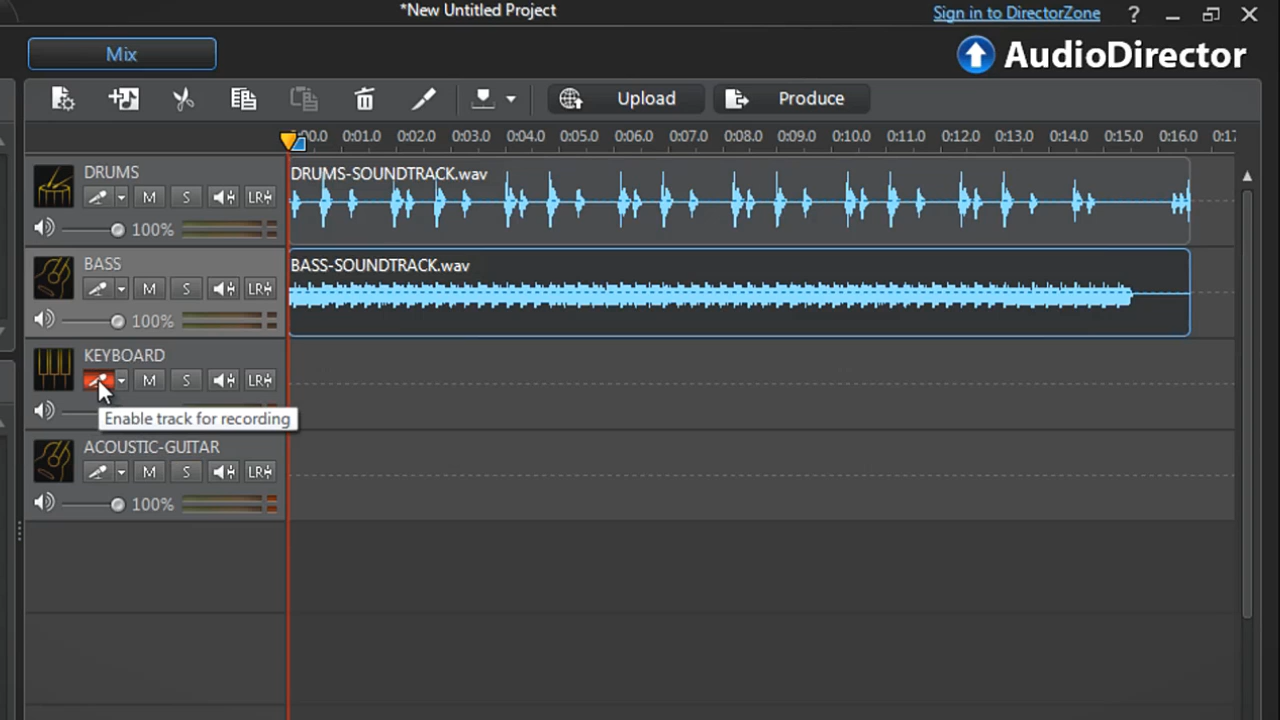 *New Untitled Project
Sign in to DirectorZone ?
Mix
AudioDirector
Upload Produce
:00.0 0:01.0 0:02.0 0:03.0 0:04.0 0:05.0 0:06.0 0:07.0 0:08.0 0:09.0 0:10.0 0:11.0 0:12.0 0:13.0 0:14.0 0:15.0 0:16.0 0:17
DRUMS
DRUMS-SOUNDTRACK.wav
M S LR
100%
BASS
BASS-SOUNDTRACK.wav
M S LR
100%
KEYBOARD
M S LR
Enable track for recording
ACOUSTIC-GUITAR
M S LR
100%